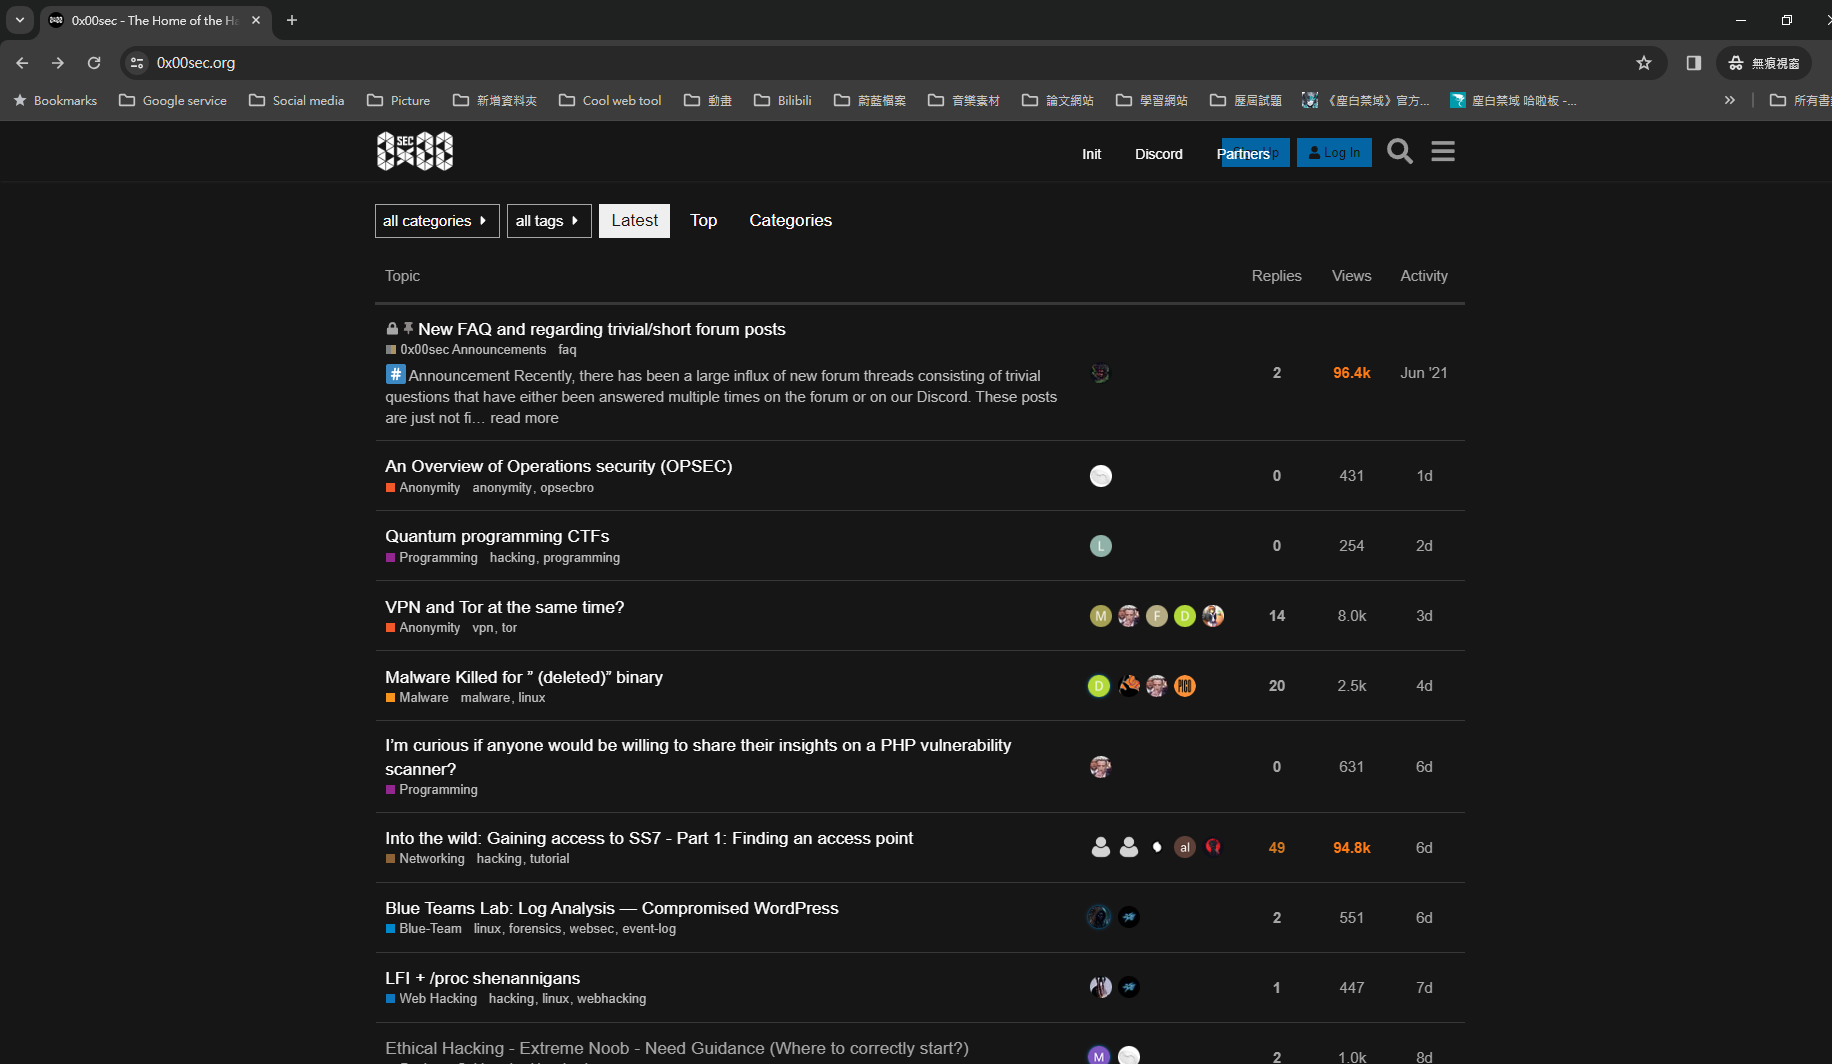 0x00sec - The Home of the Ha
0x00sec.org
無痕視窗
Bookmarks
Google service
Social media
Picture
新增資料夾
Cool web tool
動畫
Bilibili
蔚藍檔案
音樂素材
論文網站
學習網站
歷屆試題
《塵白禁域》官方...
塵白禁域 哈啦板 -...
所有書
SEC
0x00
Init
Discord
Partners
Log In
all categories
all tags
Latest
Top
Categories
Topic
Replies
Views
Activity
New FAQ and regarding trivial/short forum posts
0x00sec Announcements faq
# Announcement Recently, there has been a large influx of new forum threads consisting of trivial
questions that have either been answered multiple times on the forum or on our Discord. These posts
are just not fi… read more
2 96.4k Jun '21
An Overview of Operations security (OPSEC)
Anonymity anonymity, opsecbro
0 431 1d
Quantum programming CTFs
Programming hacking, programming
L
0 254 2d
VPN and Tor at the same time?
Anonymity vpn, tor
M F D
14 8.0k 3d
Malware Killed for ” (deleted)” binary
Malware malware, linux
D PICO
20 2.5k 4d
I’m curious if anyone would be willing to share their insights on a PHP vulnerability
scanner?
Programming
0 631 6d
Into the wild: Gaining access to SS7 - Part 1: Finding an access point
Networking hacking, tutorial
al
49 94.8k 6d
Blue Teams Lab: Log Analysis — Compromised WordPress
Blue-Team linux, forensics, websec, event-log
2 551 6d
LFI + /proc shenannigans
Web Hacking hacking, linux, webhacking
1 447 7d
Ethical Hacking - Extreme Noob - Need Guidance (Where to correctly start?)
M
2 1.0k 8d